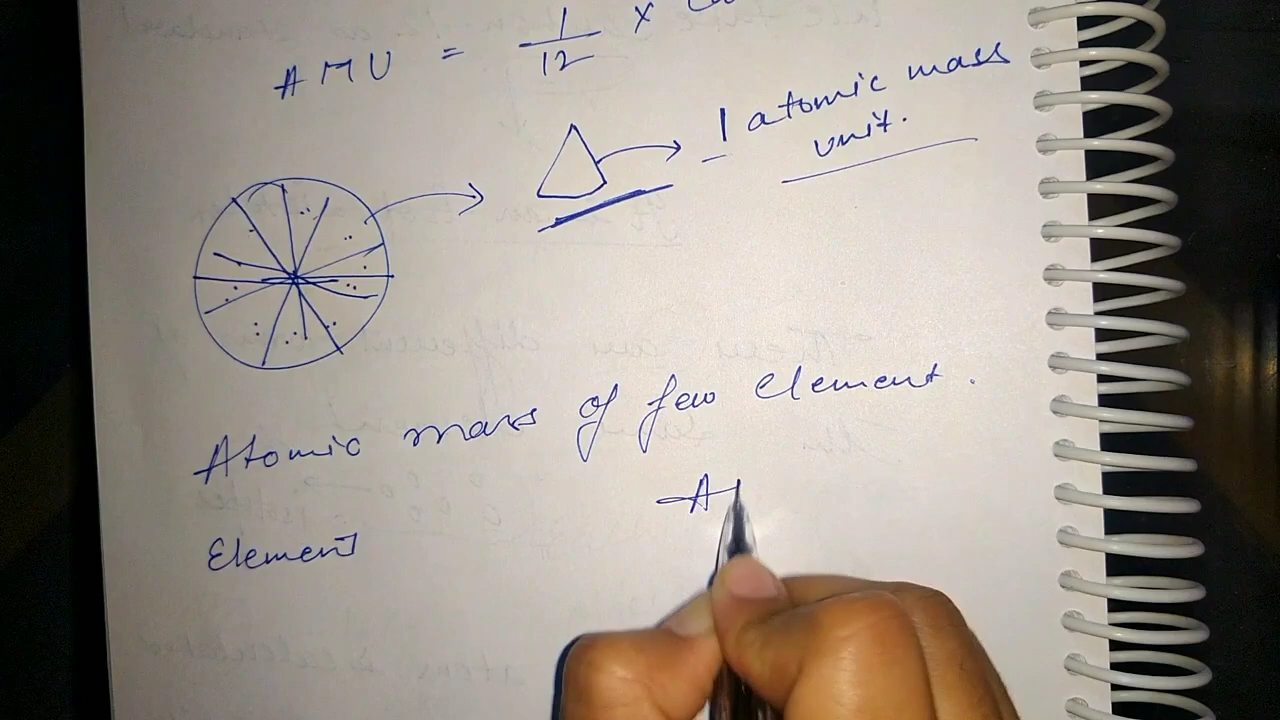 AMU = 1/12 x
1 atomic mass
unit.
Atomic mass of few element.
Element A